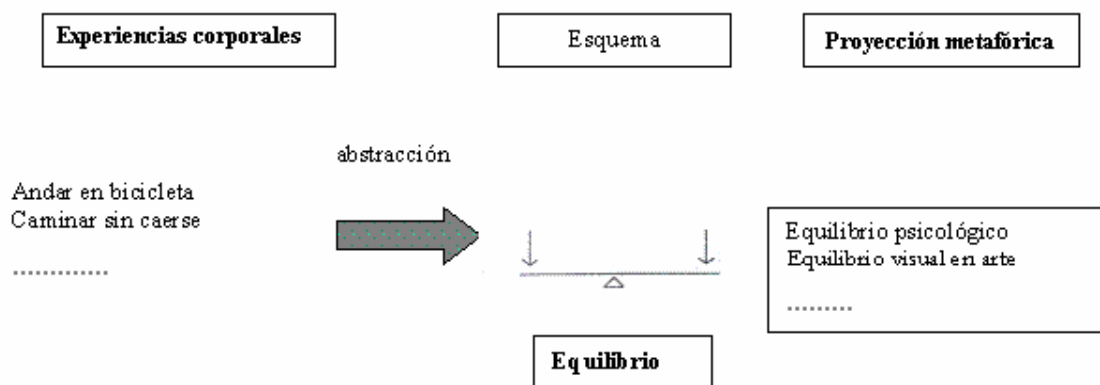 Experiencias corporales
Esquema
Proyección metafórica
abstracción
Andar en bicicleta
Caminar sin caerse
.............
Equilibrio psicológico
Equilibrio visual en arte
.........
Equilibrio